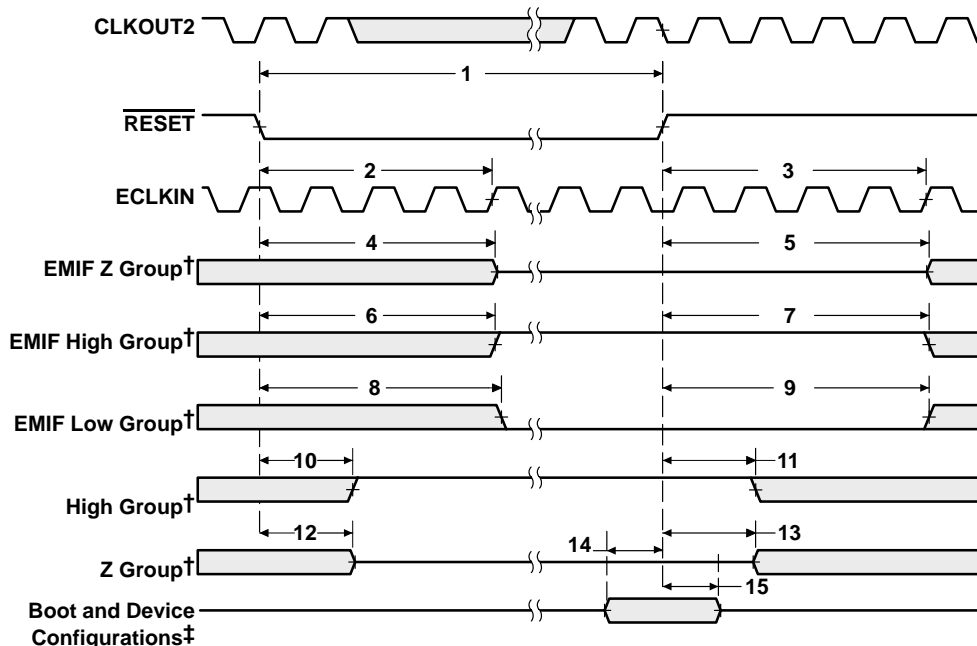 CLKOUT2
1
RESET
2
3
ECLKIN
4
5
EMIF Z Group†
6
7
EMIF High Group†
8
9
EMIF Low Group†
10
11
High Group†
12
13
14
Z Group†
15
Boot and Device
Configurations‡